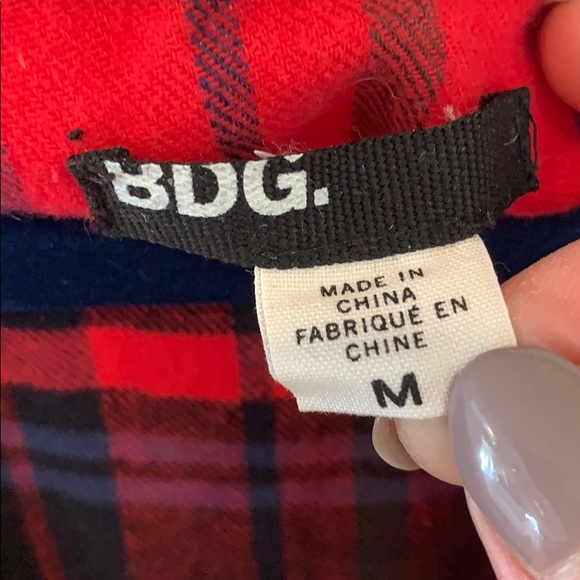 BDG.
MADE IN
CHINA
FABRIQUÉ EN
CHINE
M